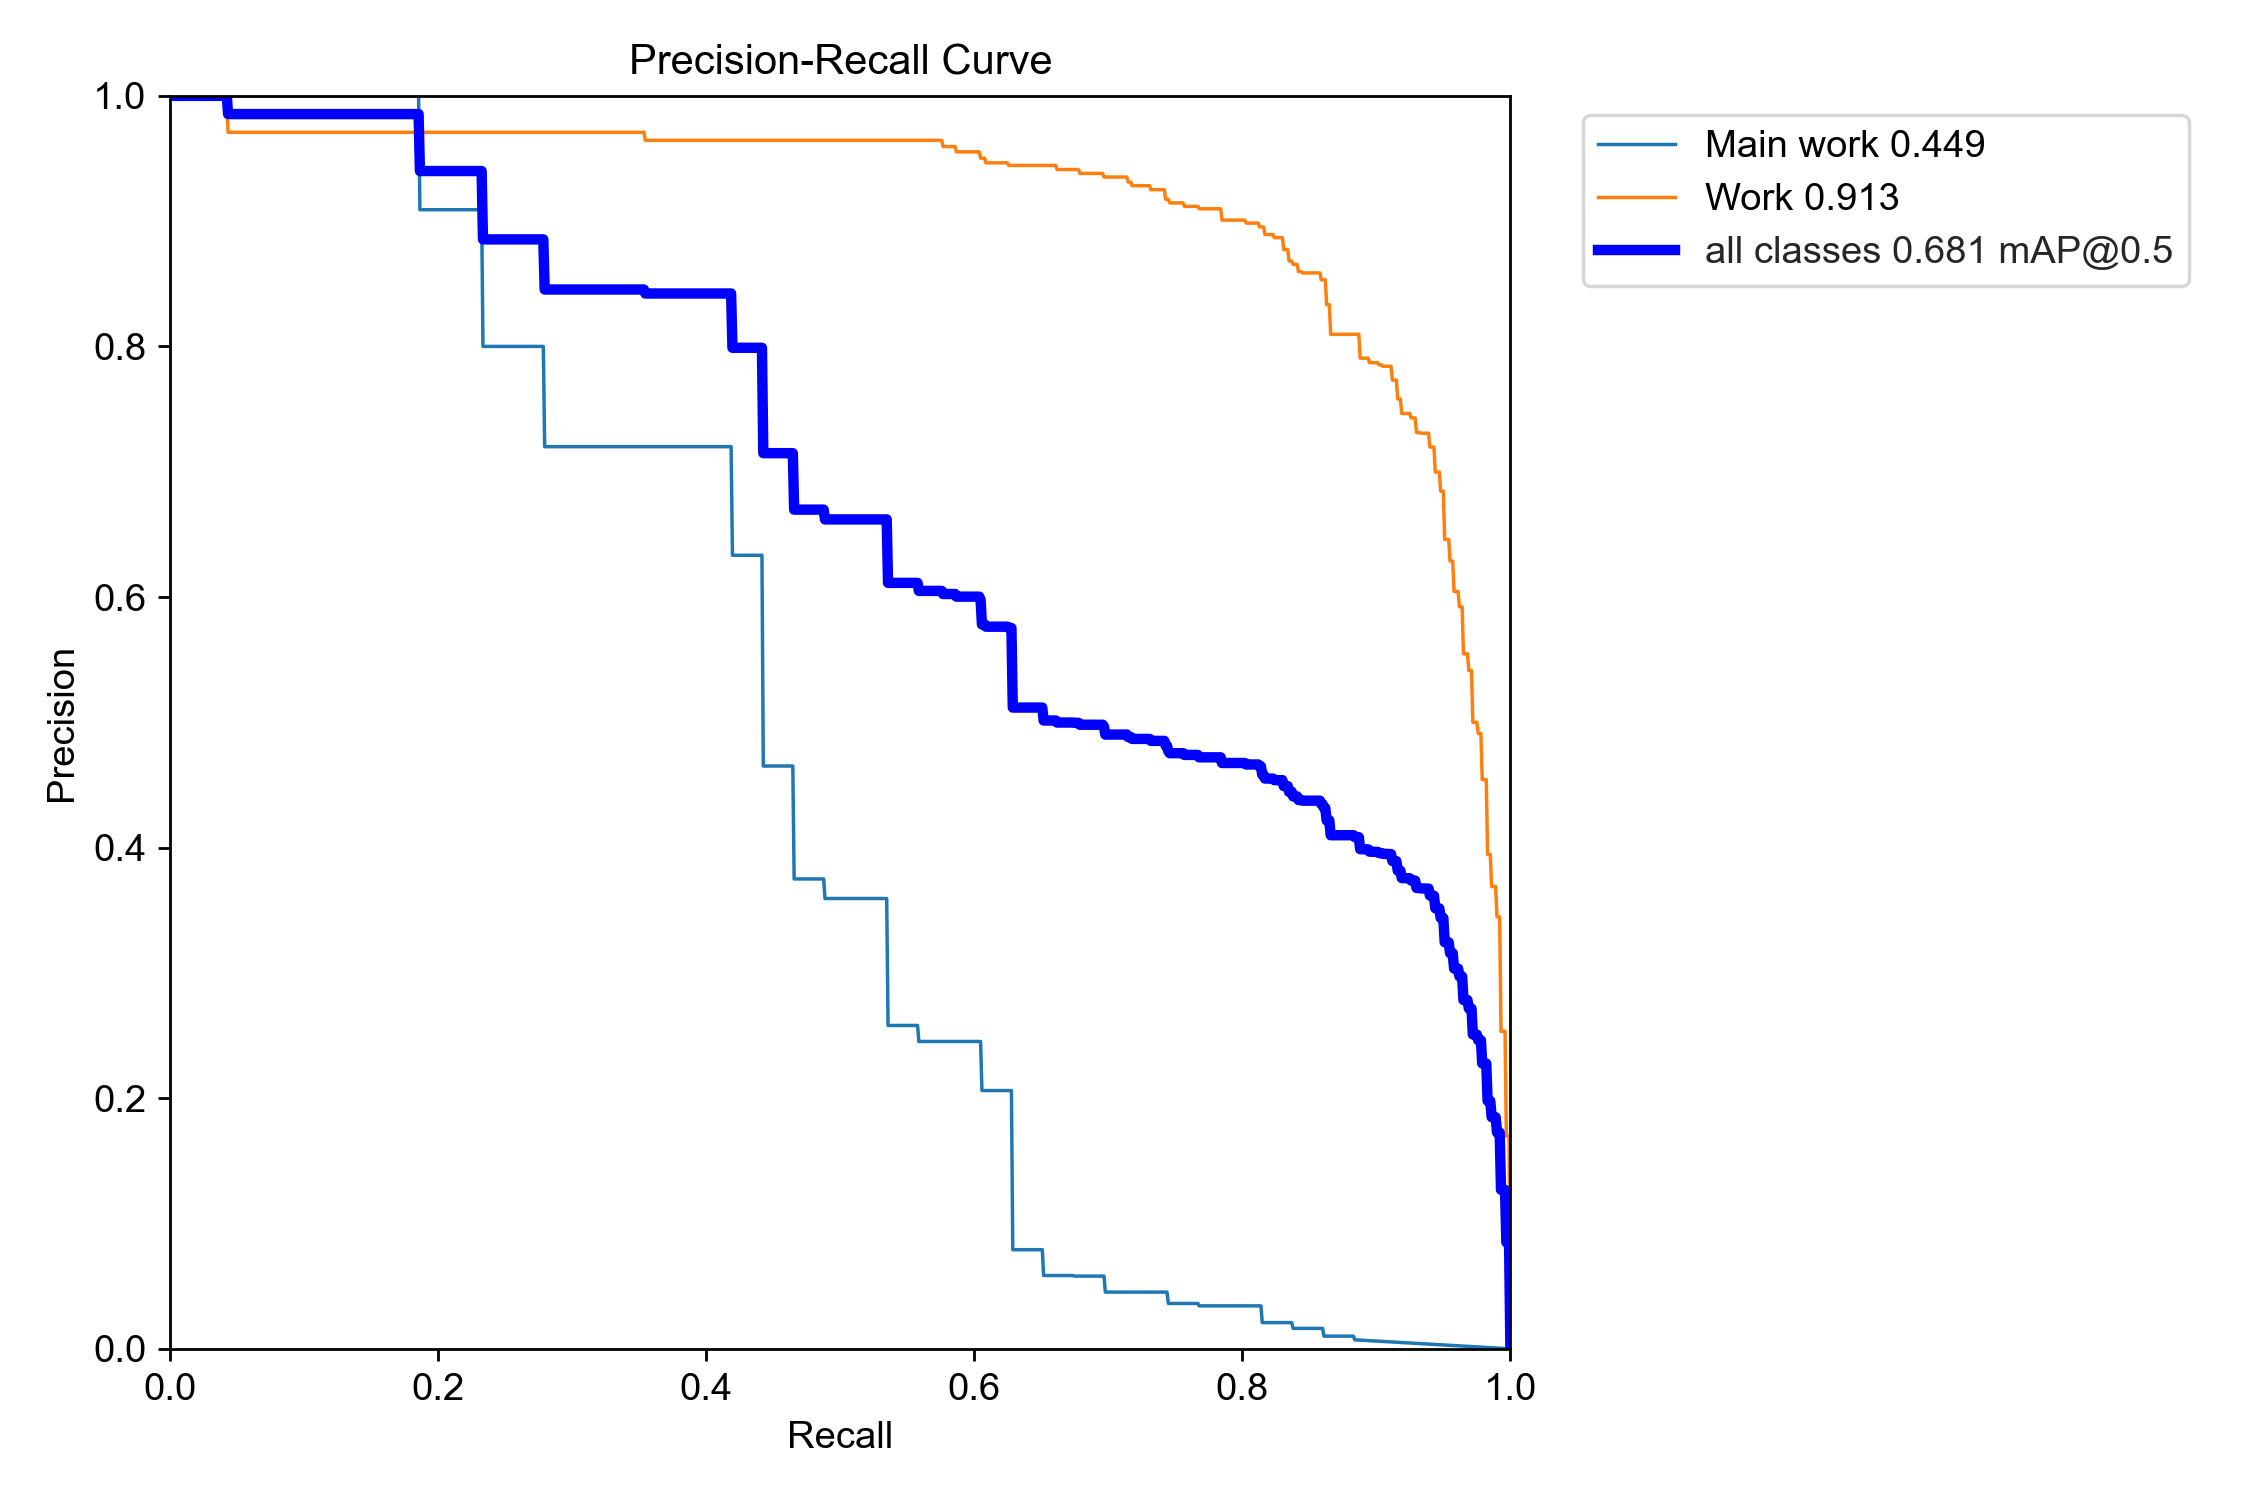 Precision-Recall Curve
1.0
0.8
0.6
0.4
0.2
0.0
Precision
0.0 0.2 0.4 0.6 0.8 1.0
Recall
Main work 0.449
Work 0.913
all classes 0.681 mAP@0.5